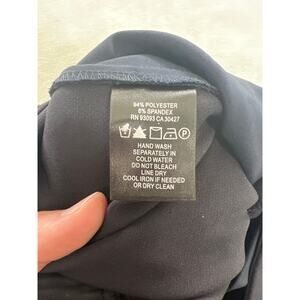 94% POLYESTER
6% SPANDEX
RN 93093 CA 30427
P
HAND WASH
SEPARATELY IN
COLD WATER
DO NOT BLEACH
LINE DRY
COOL IRON IF NEEDED
OR DRY CLEAN